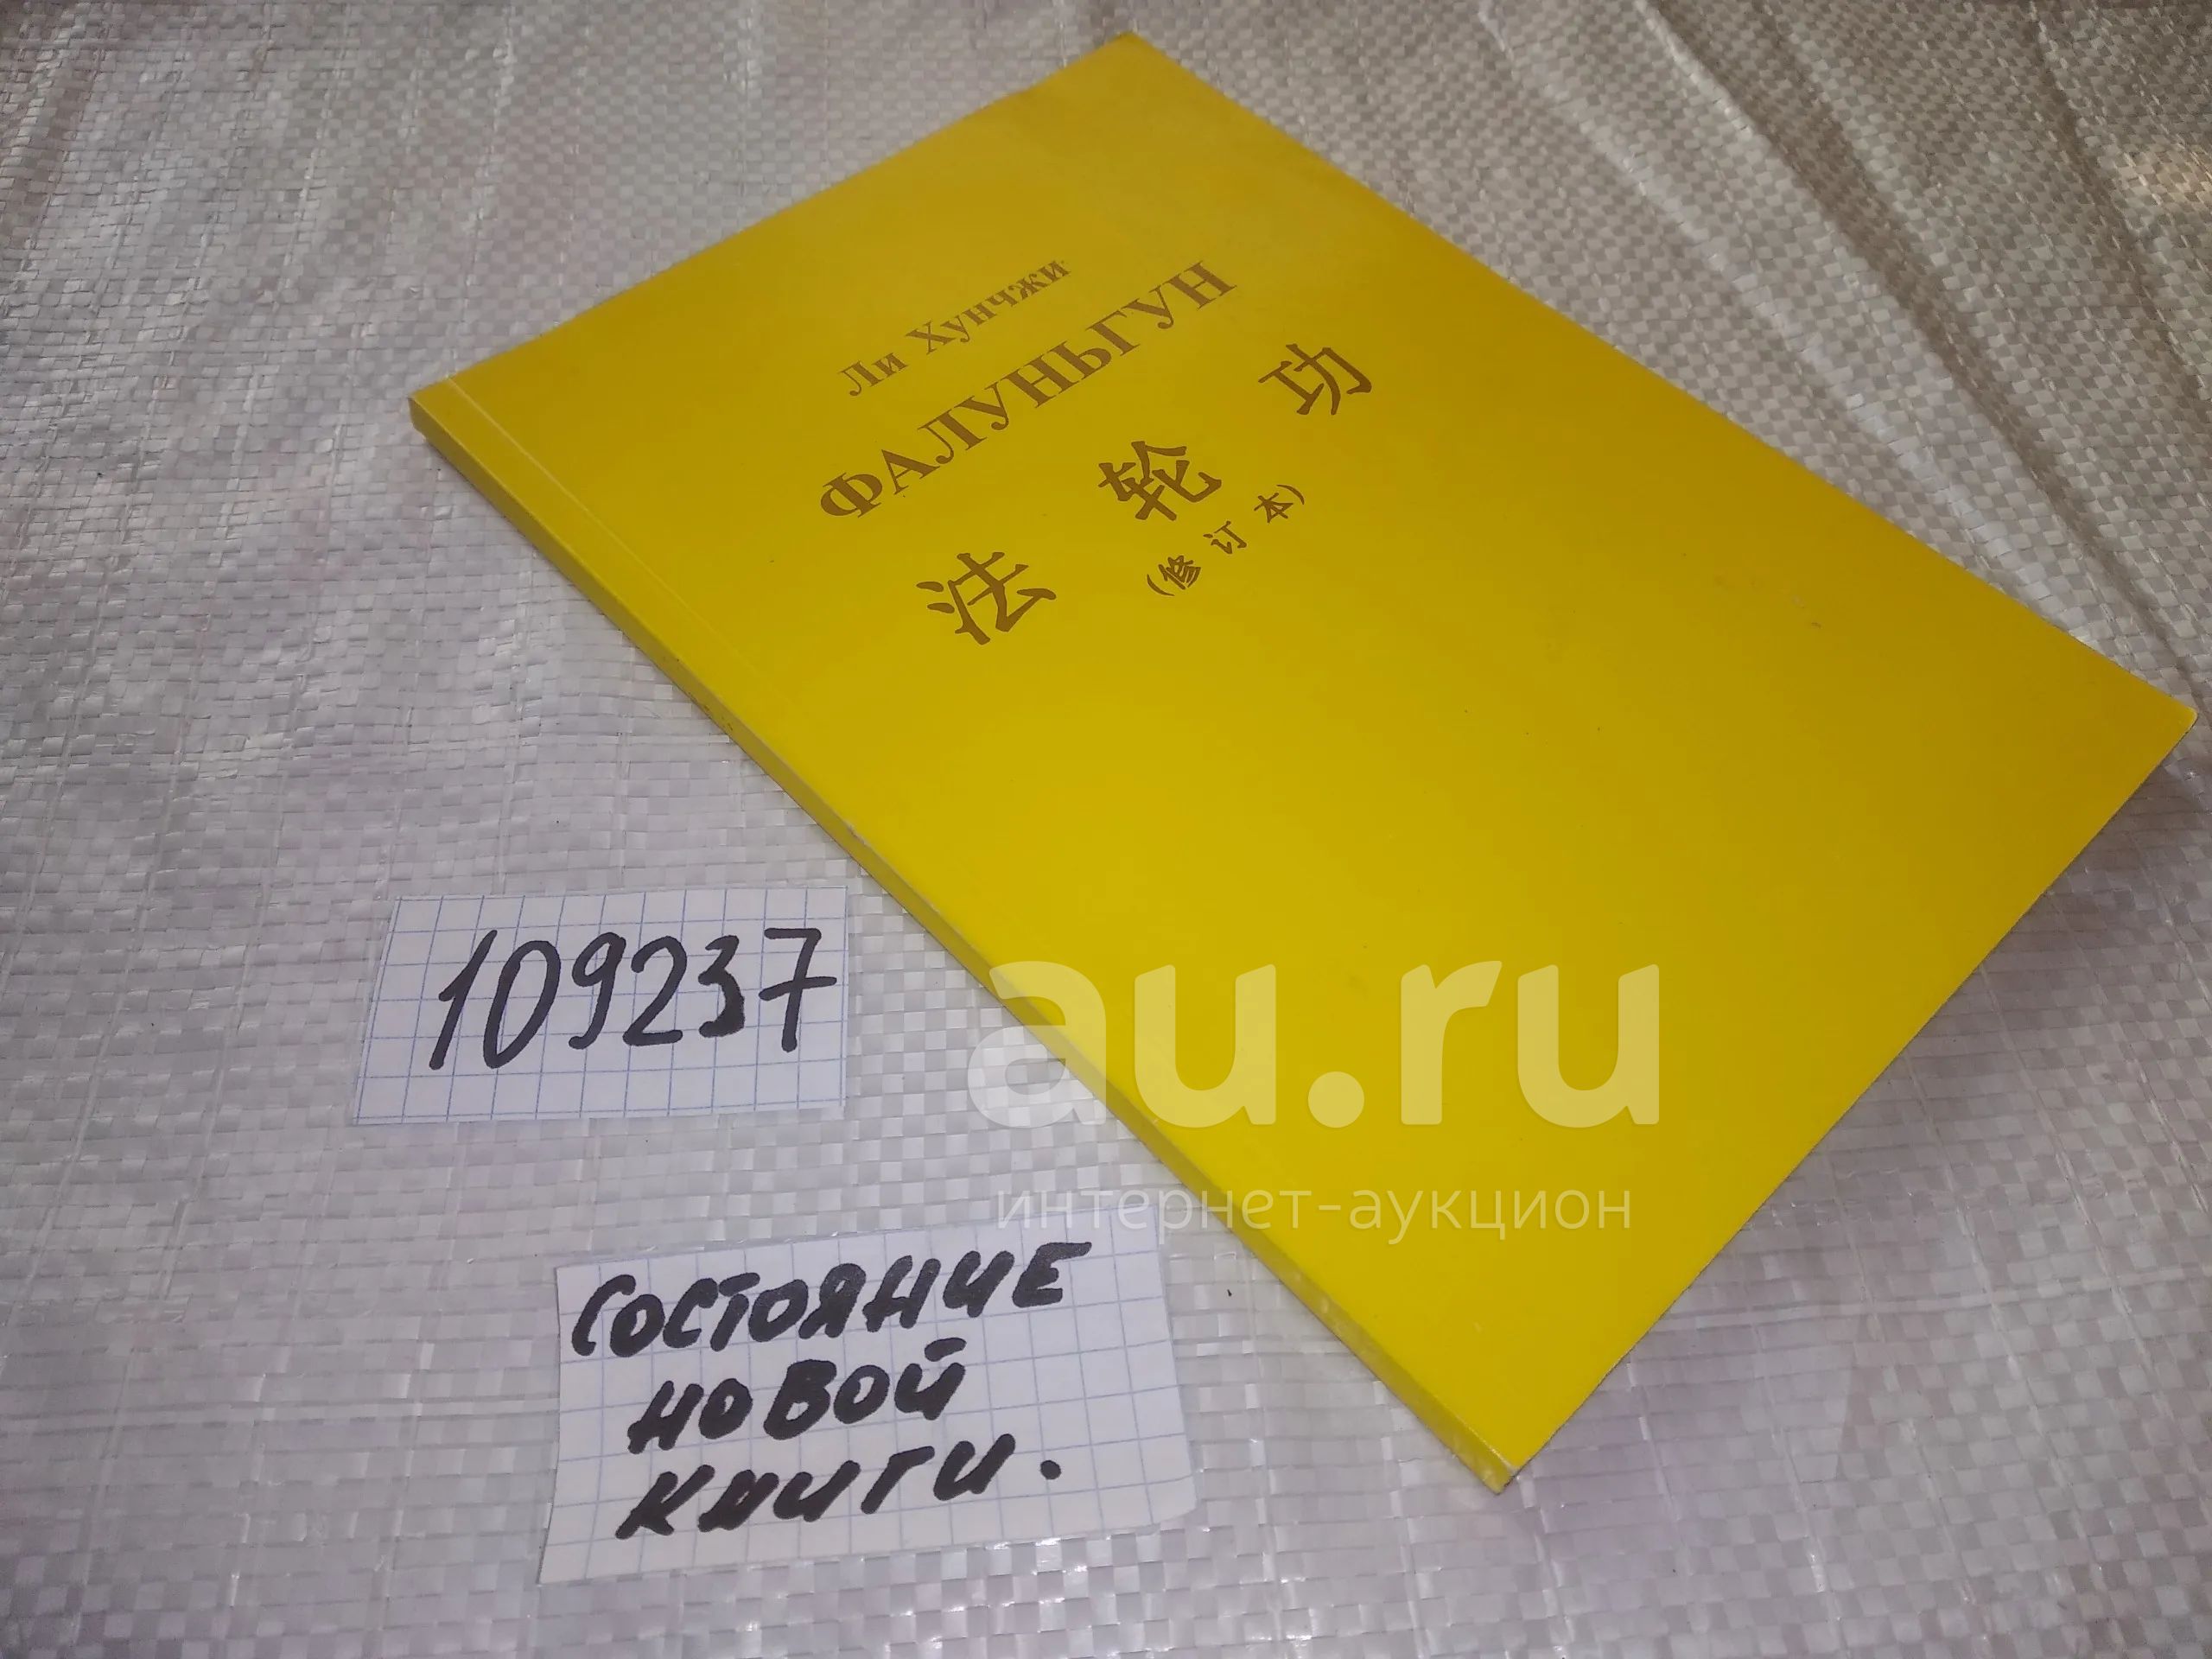 Ли Хунчжи
ФАЛУНЬГУН
法 轮 功
(修 订 本)
109237
au.ru
интернет-аукцион
СОСТОЯНИЕ
НОВОЙ
КНИГИ.